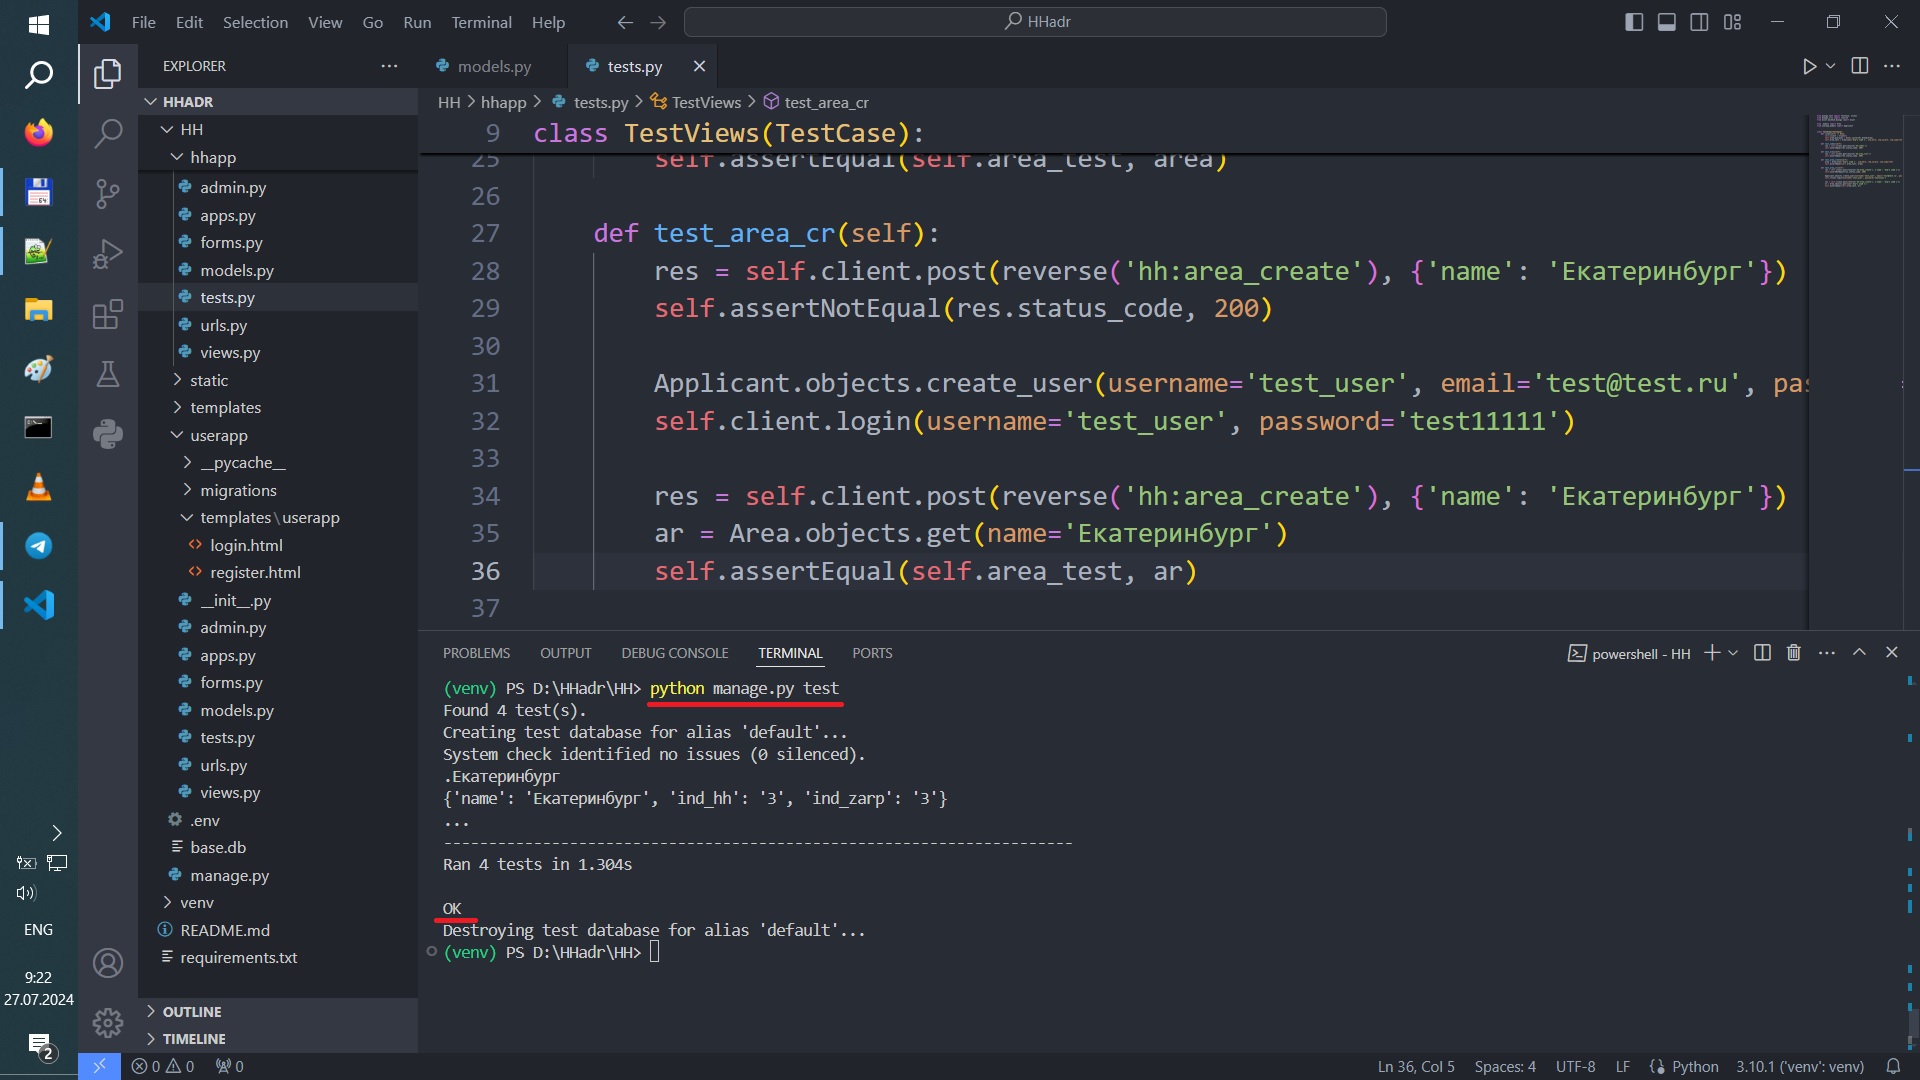 File Edit Selection View Go Run Terminal Help
HHadr
EXPLORER
HHADR
HH
hhapp
admin.py
apps.py
forms.py
models.py
tests.py
urls.py
views.py
static
templates
userapp
__pycache__
migrations
templates\userapp
login.html
register.html
__init__.py
admin.py
apps.py
forms.py
models.py
tests.py
urls.py
views.py
.env
base.db
manage.py
venv
README.md
requirements.txt
OUTLINE
TIMELINE
models.py tests.py
HH > hhapp > tests.py > TestViews > test_area_cr
9 class TestViews(TestCase):
25 self.assertEqual(self.area_test, area)
26
27 def test_area_cr(self):
28 res = self.client.post(reverse('hh:area_create'), {'name': 'Екатеринбург'})
29 self.assertNotEqual(res.status_code, 200)
30
31 Applicant.objects.create_user(username='test_user', email='test@test.ru', pas
32 self.client.login(username='test_user', password='test11111')
33
34 res = self.client.post(reverse('hh:area_create'), {'name': 'Екатеринбург'})
35 ar = Area.objects.get(name='Екатеринбург')
36 self.assertEqual(self.area_test, ar)
37
PROBLEMS OUTPUT DEBUG CONSOLE TERMINAL PORTS
powershell - HH
(venv) PS D:\HHadr\HH> python manage.py test
Found 4 test(s).
Creating test database for alias 'default'...
System check identified no issues (0 silenced).
.Екатеринбург
{'name': 'Екатеринбург', 'ind_hh': '3', 'ind_zarp': '3'}
...
----------------------------------------------------------------------
Ran 4 tests in 1.304s
OK
Destroying test database for alias 'default'...
(venv) PS D:\HHadr\HH>
64
ENG
9:22
27.07.2024
2
0 0 0
Ln 36, Col 5 Spaces: 4 UTF-8 LF Python 3.10.1 ('venv': venv)